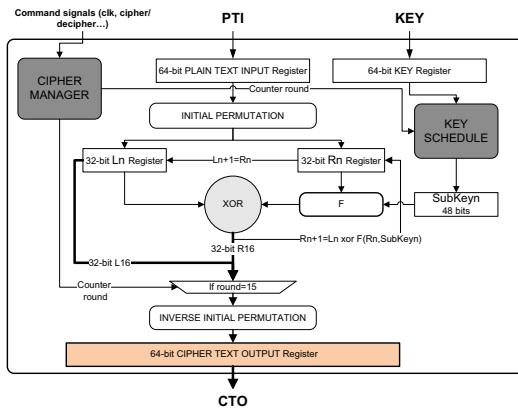 Command signals (clk, cipher/
decipher…)
PTI
KEY
CIPHER
MANAGER
64-bit PLAIN TEXT INPUT Register
64-bit KEY Register
Counter round
INITIAL PERMUTATION
KEY
SCHEDULE
32-bit Ln Register
Ln+1=Rn
32-bit Rn Register
XOR
F
SubKeyn
48 bits
Rn+1=Ln xor F(Rn,SubKeyn)
32-bit R16
32-bit L16
Counter
round
If round=15
INVERSE INITIAL PERMUTATION
64-bit CIPHER TEXT OUTPUT Register
CTO